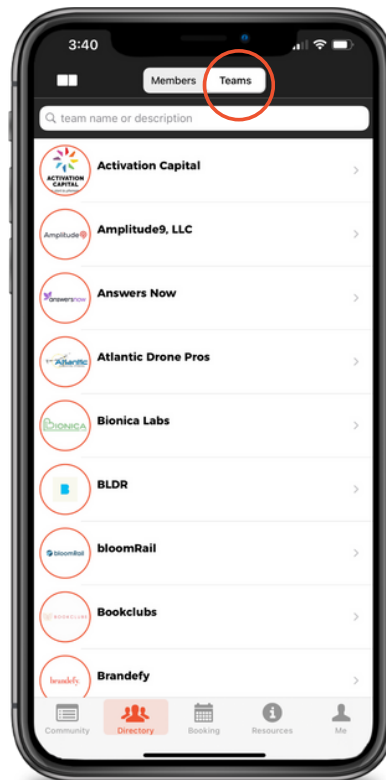 3:40
Members Teams
team name or description
ACTIVATION
CAPITAL
Activation Capital
Amplitude9
Amplitude9, LLC
answersnow
Answers Now
Atlantic
Atlantic Drone Pros
BIONICA
Bionica Labs
B
BLDR
bloomRail
bloomRail
BOOKCLUBS
Bookclubs
brandefy
Brandefy
Community Directory Booking Resources Me